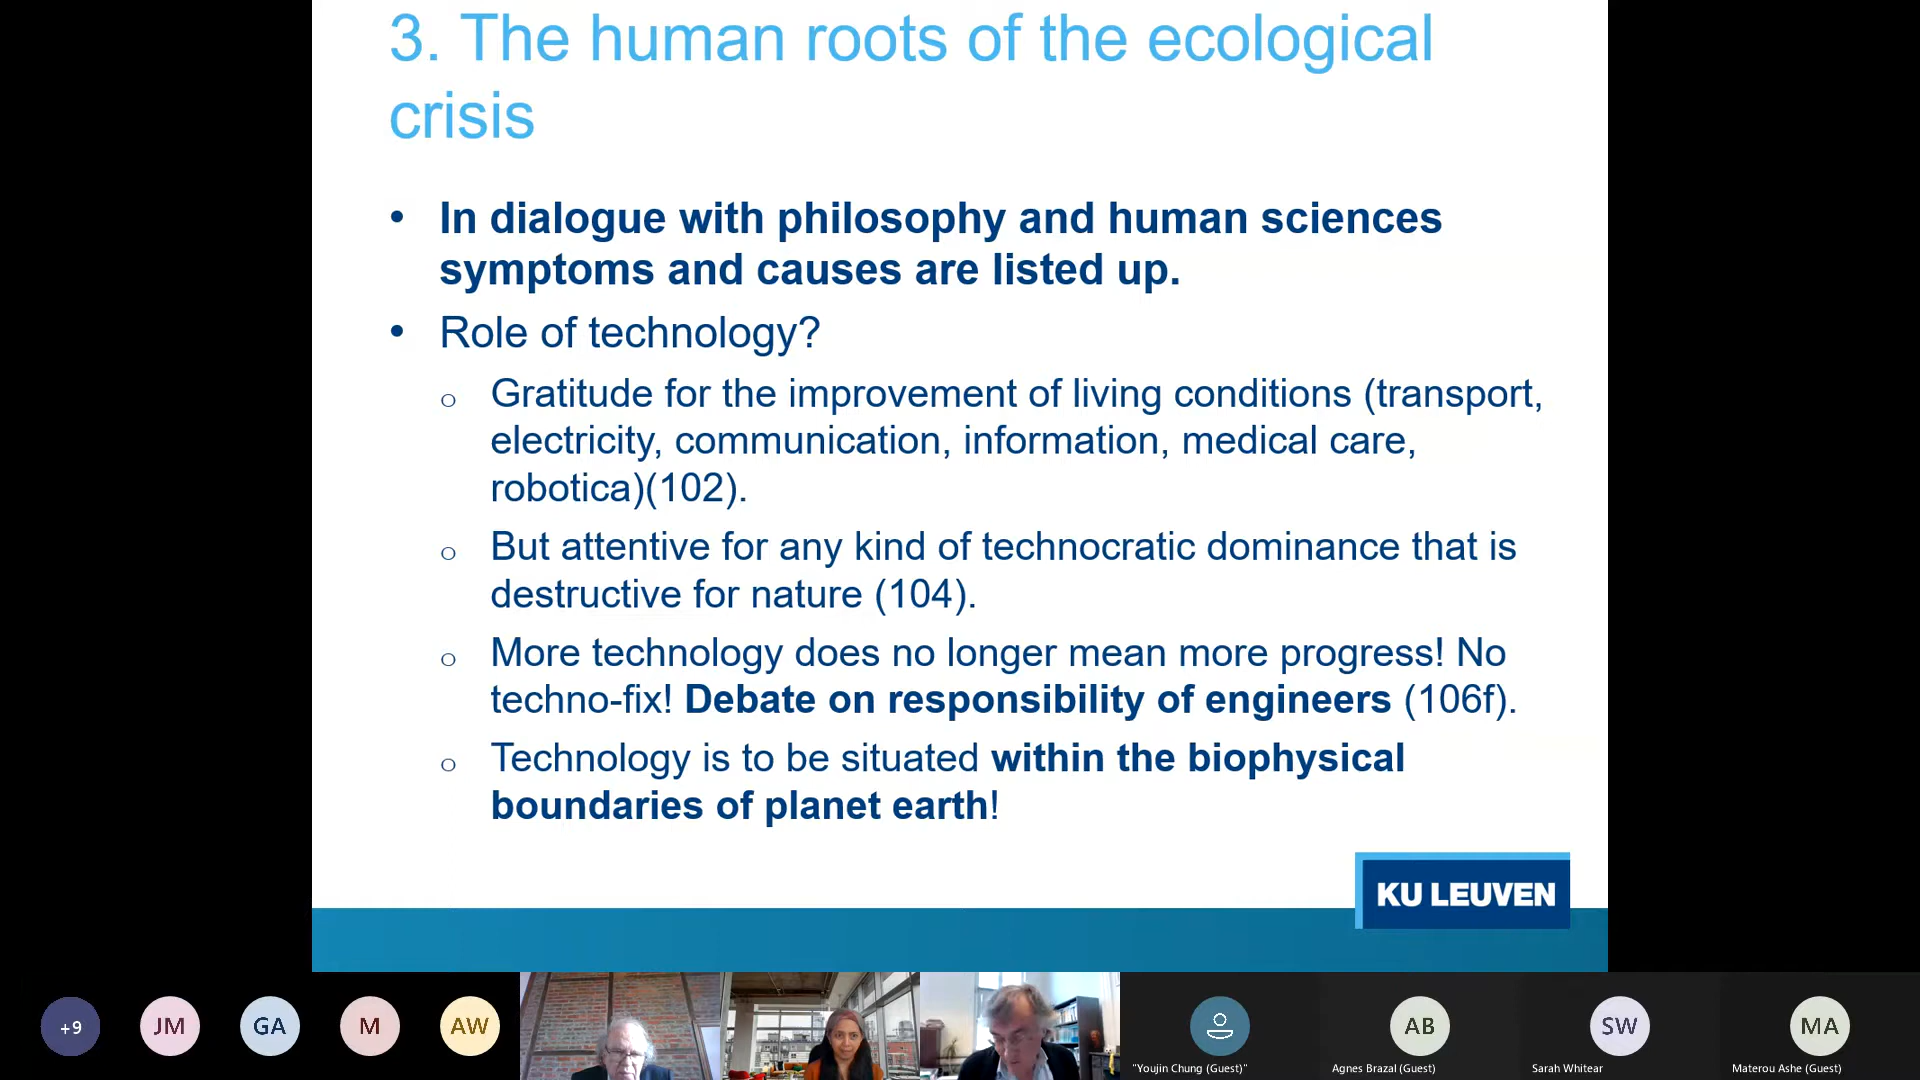 3. The human roots of the ecological
crisis
• In dialogue with philosophy and human sciences
symptoms and causes are listed up.
• Role of technology?
o Gratitude for the improvement of living conditions (transport,
electricity, communication, information, medical care,
robotica)(102).
o But attentive for any kind of technocratic dominance that is
destructive for nature (104).
o More technology does no longer mean more progress! No
techno-fix! Debate on responsibility of engineers (106f).
o Technology is to be situated within the biophysical
boundaries of planet earth!
KU LEUVEN
+9
JM
GA
M
AW
AB
SW
MA
"Youjin Chung (Guest)"
Agnes Brazal (Guest)
Sarah Whitear
Materou Ashe (Guest)